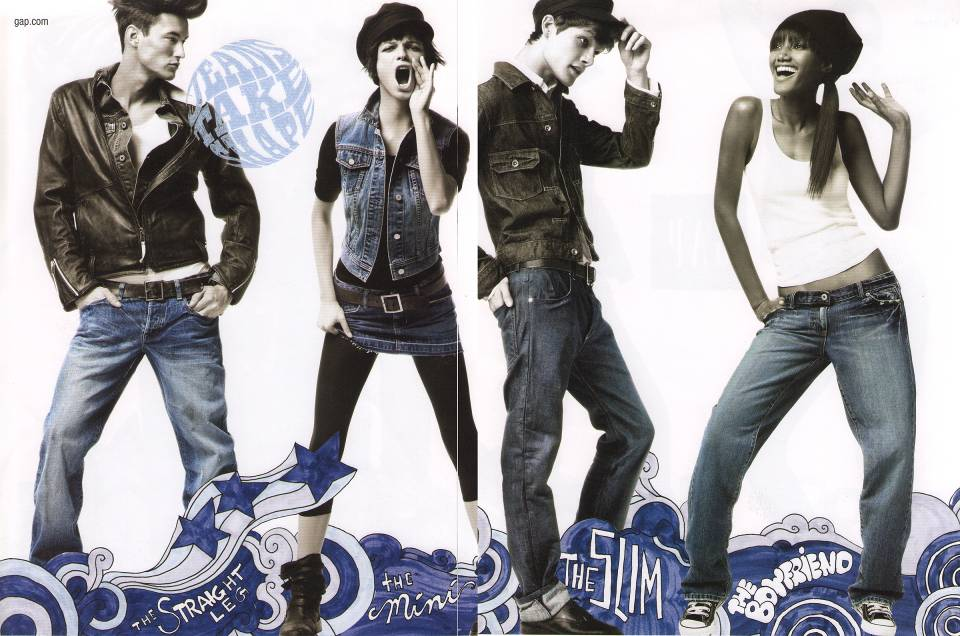 gap.com
JEANS
TAKE
SHAPE
THE
STRAIGHT
LEG
THE
Mini
THE
SLIM
THE
BOYFRIEND